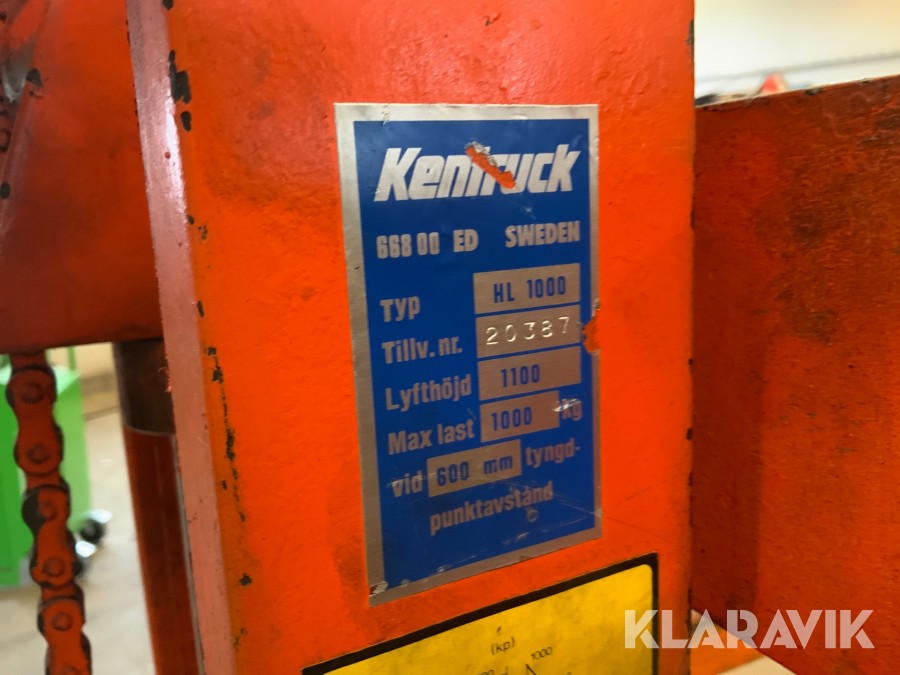 Kentruck
668 00 ED SWEDEN
Typ HL 1000
Tillv. nr. 20387
Lyfthöjd 1100
Max last 1000 kg
vid 600 mm tyngd-
punktavstånd
(kp)
1000
KLARAVIK